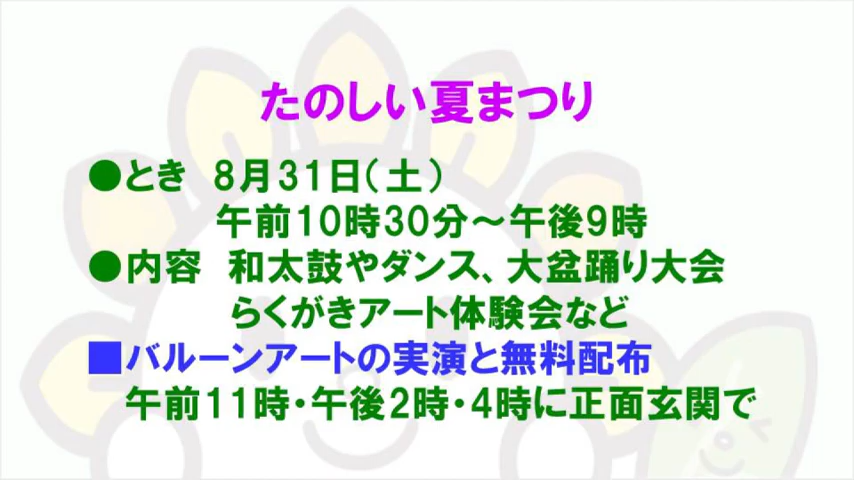 たのしい夏まつり
●とき 8月31日(土)
午前10時30分～午後9時
●内容 和太鼓やダンス、大盆踊り大会
らくがきアート体験会など
■バルーンアートの実演と無料配布
午前11時・午後2時・4時に正面玄関で